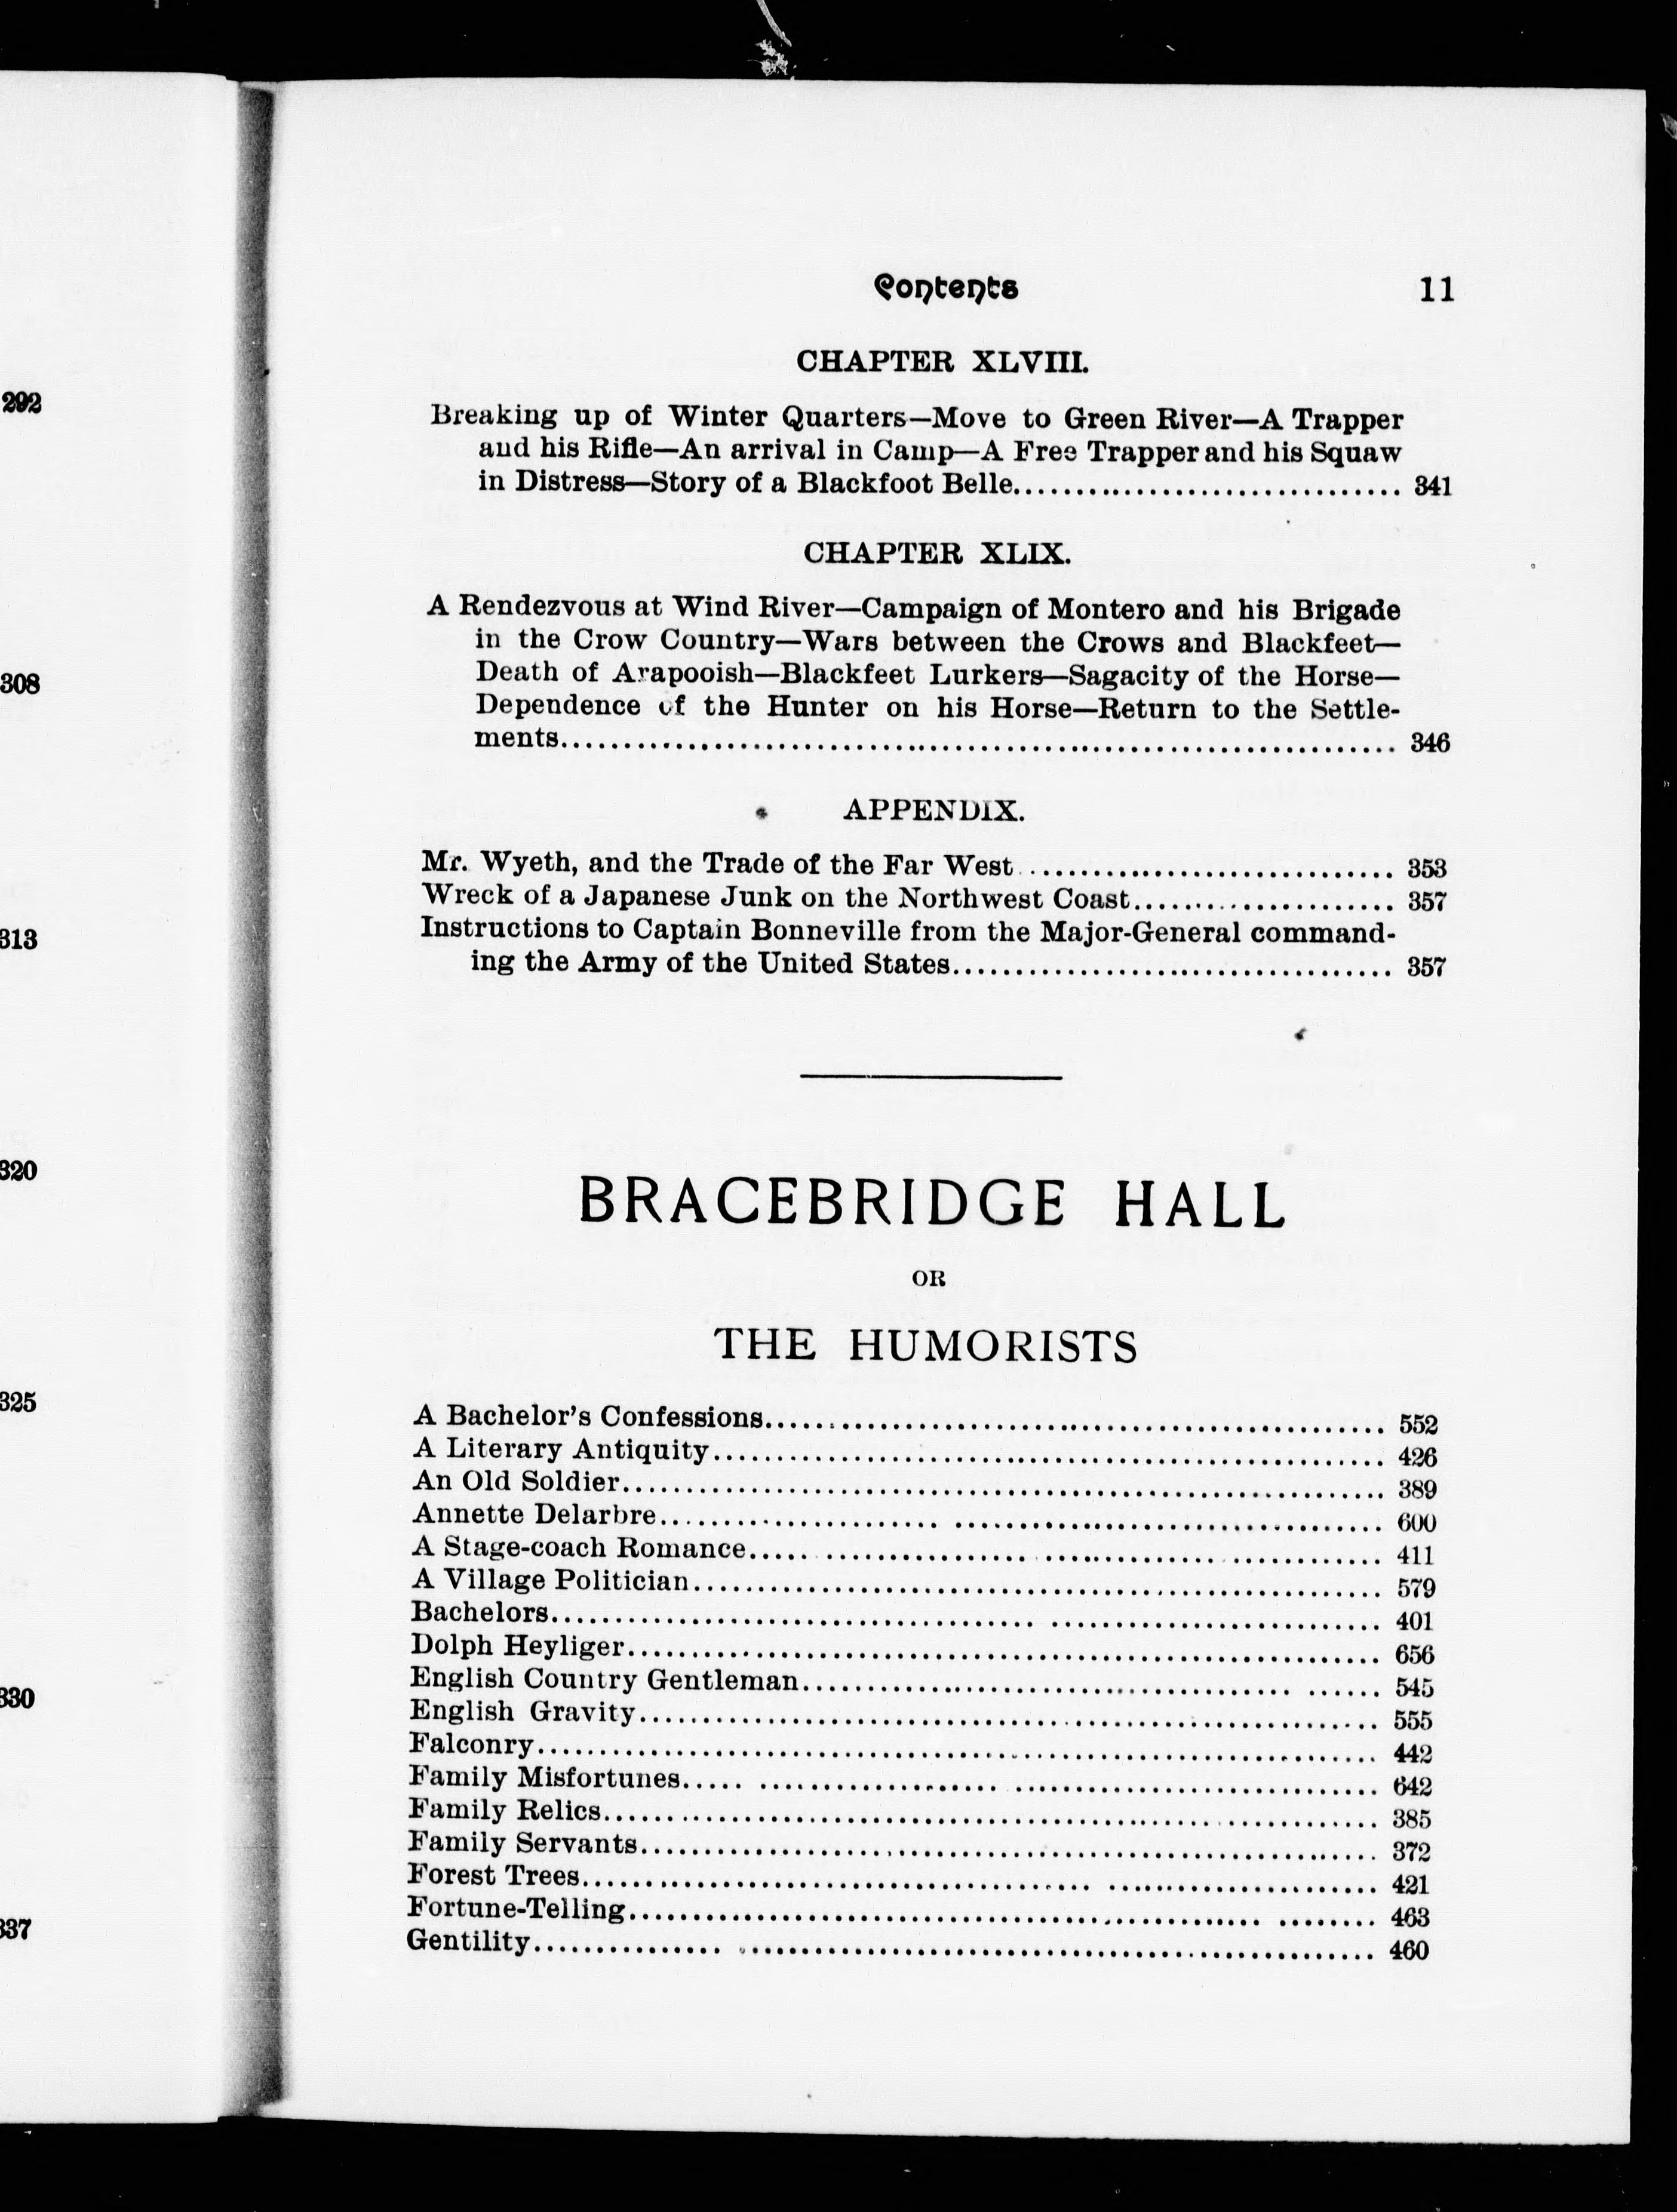 292
308
313
320
325
330
337
Contents 11
CHAPTER XLVIII.
Breaking up of Winter Quarters—Move to Green River—A Trapper
and his Rifle—An arrival in Camp—A Free Trapper and his Squaw
in Distress—Story of a Blackfoot Belle.............................. 341
CHAPTER XLIX.
A Rendezvous at Wind River—Campaign of Montero and his Brigade
in the Crow Country—Wars between the Crows and Blackfeet—
Death of Arapooish—Blackfeet Lurkers—Sagacity of the Horse—
Dependence of the Hunter on his Horse—Return to the Settle-
ments.................................................................. 346
APPENDIX.
Mr. Wyeth, and the Trade of the Far West.............................. 353
Wreck of a Japanese Junk on the Northwest Coast..................... 357
Instructions to Captain Bonneville from the Major-General command-
ing the Army of the United States................................... 357
BRACEBRIDGE HALL
OR
THE HUMORISTS
A Bachelor's Confessions................................................. 552
A Literary Antiquity..................................................... 426
An Old Soldier............................................................ 389
Annette Delarbre......................................................... 600
A Stage-coach Romance.................................................. 411
A Village Politician...................................................... 579
Bachelors................................................................. 401
Dolph Heyliger........................................................... 656
English Country Gentleman.............................................. 545
English Gravity.......................................................... 555
Falconry.................................................................. 442
Family Misfortunes...................................................... 642
Family Relics............................................................. 385
Family Servants.......................................................... 372
Forest Trees.............................................................. 421
Fortune-Telling........................................................... 463
Gentility.................................................................. 460